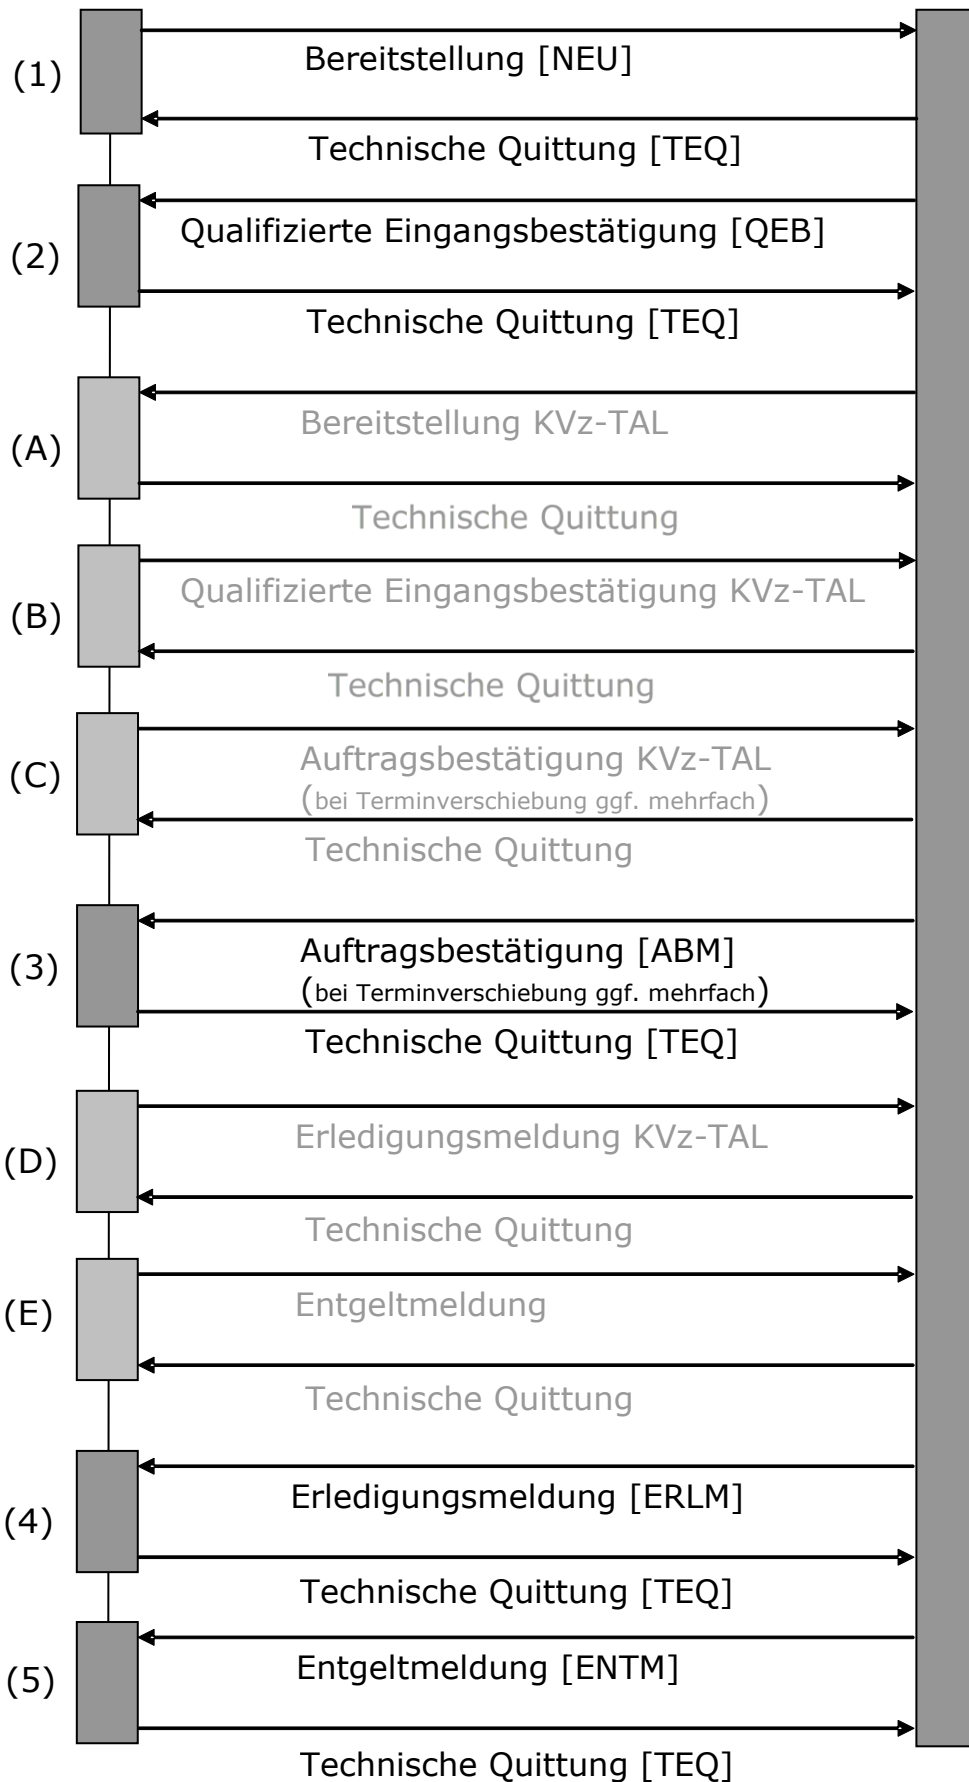 Bereitstellung [NEU]
(1)
Technische Quittung [TEQ]
Qualifizierte Eingangsbestätigung [QEB]
(2)
Technische Quittung [TEQ]
Bereitstellung KVz-TAL
(A)
Technische Quittung
Qualifizierte Eingangsbestätigung KVz-TAL
(B)
Technische Quittung
Auftragsbestätigung KVz-TAL
(C)
(bei Terminverschiebung ggf. mehrfach)
Technische Quittung
Auftragsbestätigung [ABM]
(3)
(bei Terminverschiebung ggf. mehrfach)
Technische Quittung [TEQ]
Erledigungsmeldung KVz-TAL
(D)
Technische Quittung
Entgeltmeldung
(E)
Technische Quittung
Erledigungsmeldung [ERLM]
(4)
Technische Quittung [TEQ]
Entgeltmeldung [ENTM]
(5)
Technische Quittung [TEQ]